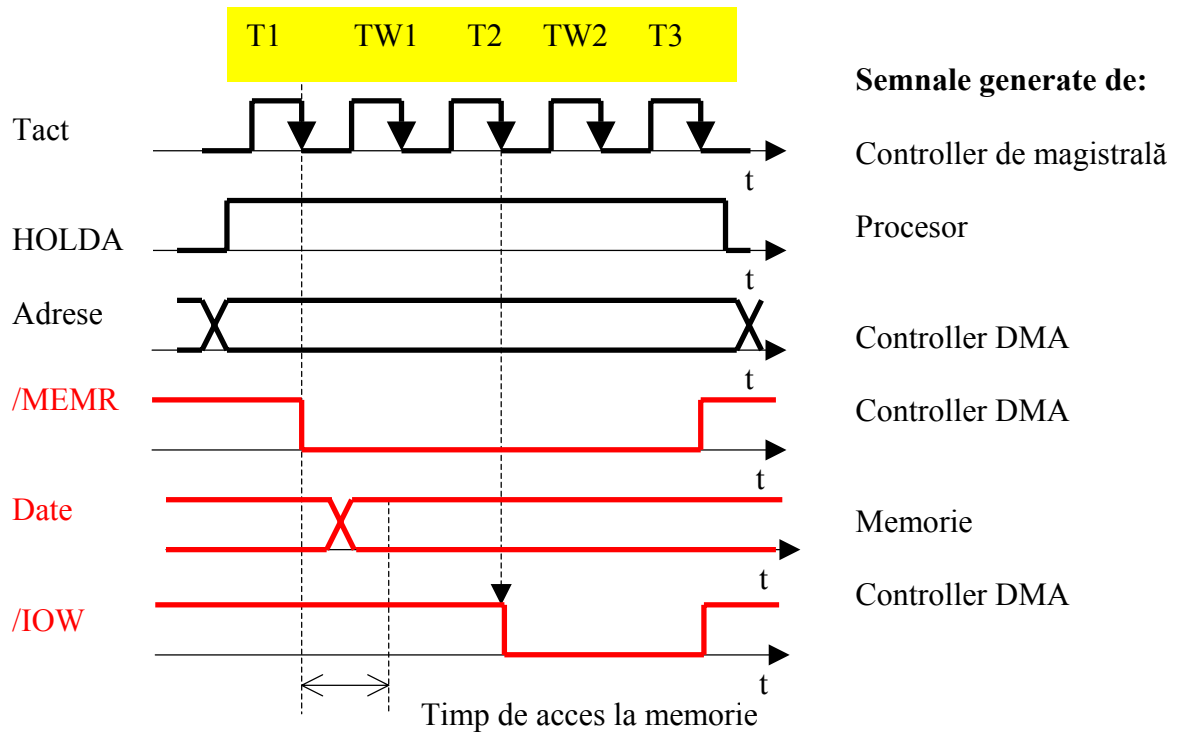 T1 TW1 T2 TW2 T3
Semnale generate de:
Tact
Controller de magistrală
t
HOLDA
Procesor
t
Adrese
Controller DMA
t
/MEMR
Controller DMA
t
Date
Memorie
t
Controller DMA
/IOW
t
Timp de acces la memorie